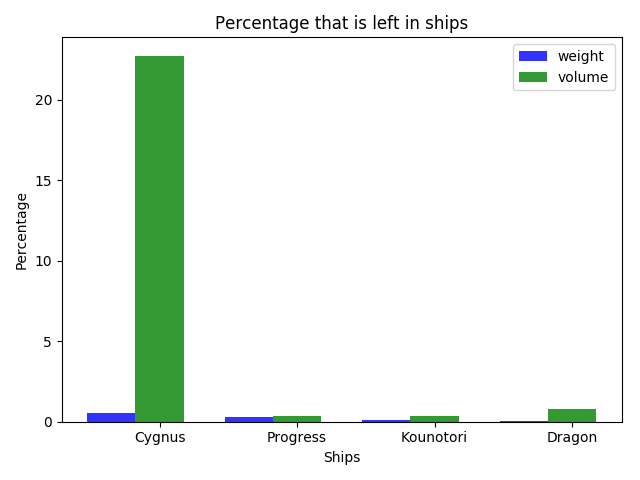 Percentage that is left in ships
weight
volume
Percentage
20
15
10
5
0
Cygnus
Progress
Kounotori
Dragon
Ships